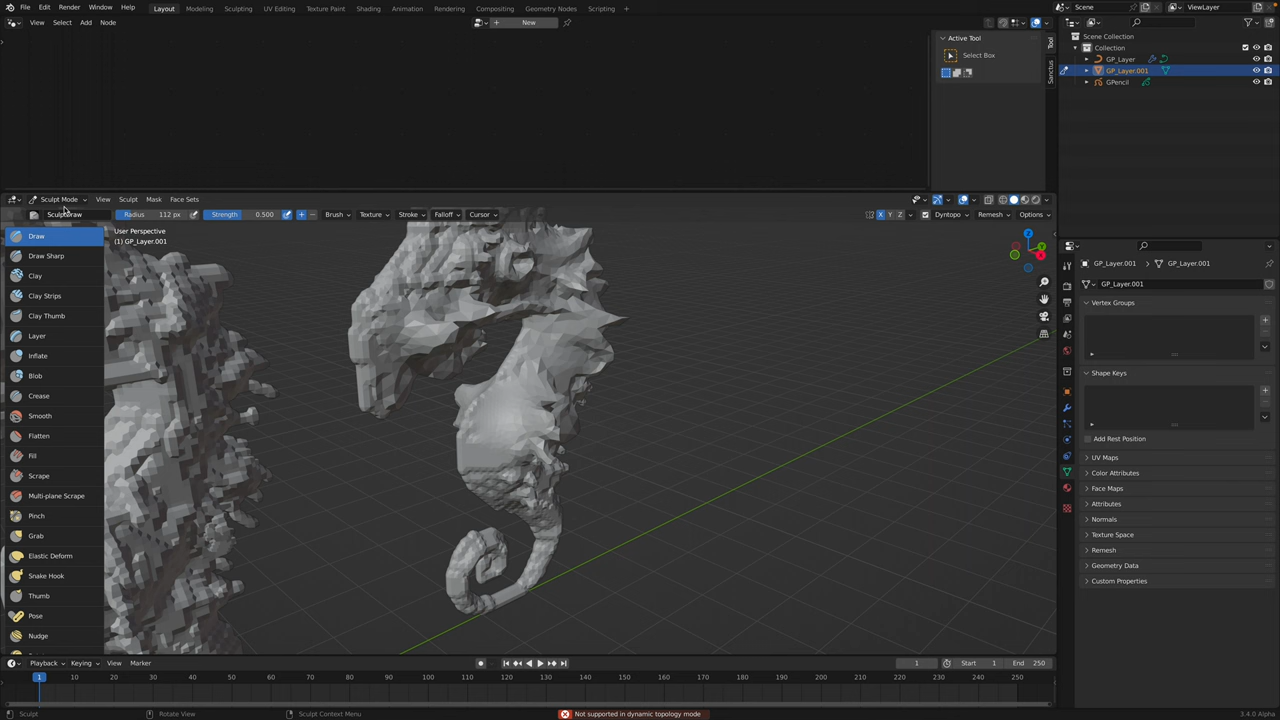 File Edit Render Window Help
Layout Modeling Sculpting UV Editing Texture Paint Shading Animation Rendering Compositing Geometry Nodes Scripting +
Scene
ViewLayer
View Select Add Node
+ New
Scene Collection
Collection
GP_Layer
GP_Layer.001
GPencil
Active Tool
Select Box
Tool
Sanctus
Sculpt Mode View Sculpt Mask Face Sets
Radius 112 px Strength 0.500 + − Brush Texture Stroke Falloff Cursor
X Y Z Dyntopo Remesh Options
User Perspective
(1) GP_Layer.001
Z
Y
X
Draw
Draw Sharp
Clay
Clay Strips
Clay Thumb
Layer
Inflate
Blob
Crease
Smooth
Flatten
Fill
Scrape
Multi-plane Scrape
Pinch
Grab
Elastic Deform
Snake Hook
Thumb
Pose
Nudge
GP_Layer.001 GP_Layer.001
GP_Layer.001
Vertex Groups
Shape Keys
Add Rest Position
UV Maps
Color Attributes
Face Maps
Attributes
Normals
Texture Space
Remesh
Geometry Data
Custom Properties
Playback Keying View Marker
1 Start 1 End 250
1 10 20 30 40 50 60 70 80 90 100 110 120 130 140 150 160 170 180 190 200 210 220 230 240 250
Sculpt Rotate View Sculpt Context Menu
Not supported in dynamic topology mode
3.4.0 Alpha